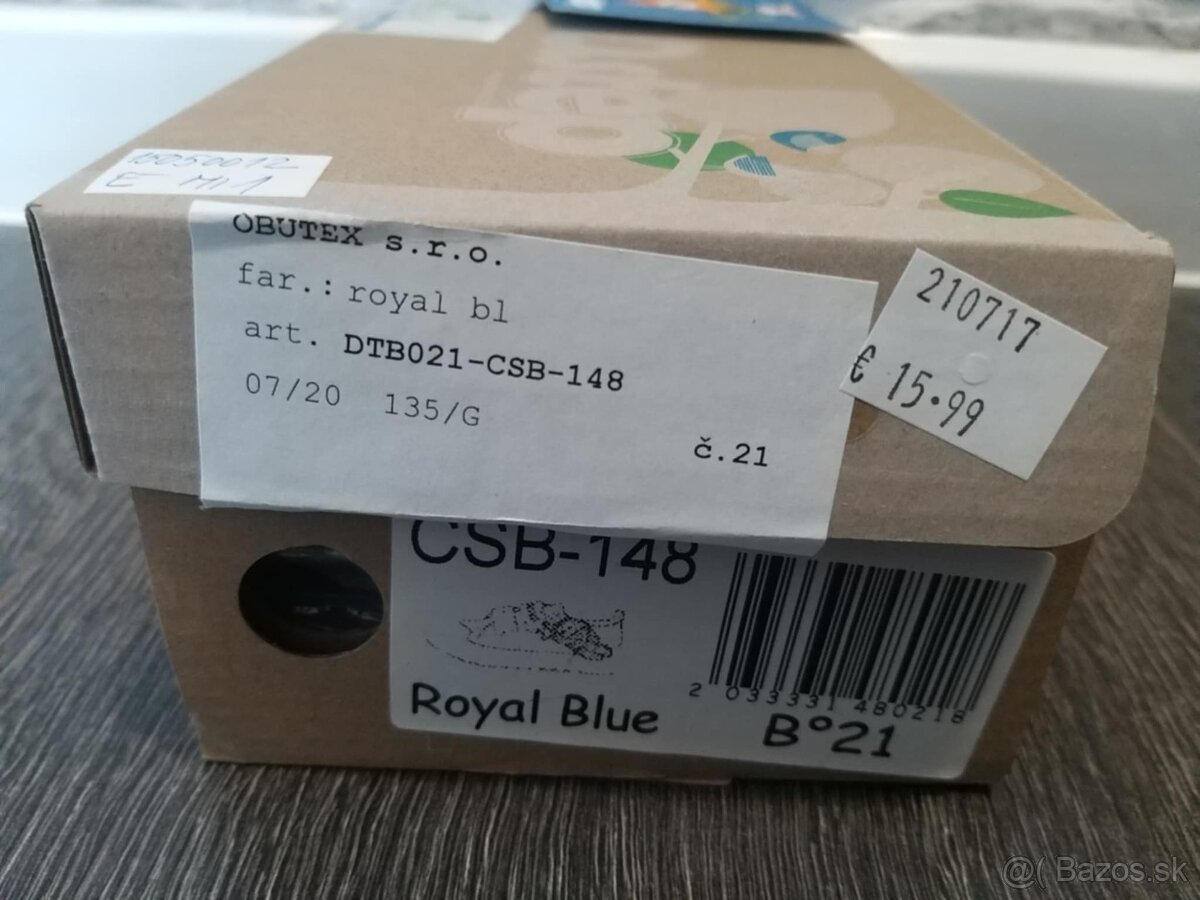 OBUTEX s.r.o.
far.: royal bl
art. DTB021-CSB-148
07/20 135/G
č.21
210717
€ 15.99
CSB-148
Royal Blue
2 033331 480218
B°21
@( Bazos.sk